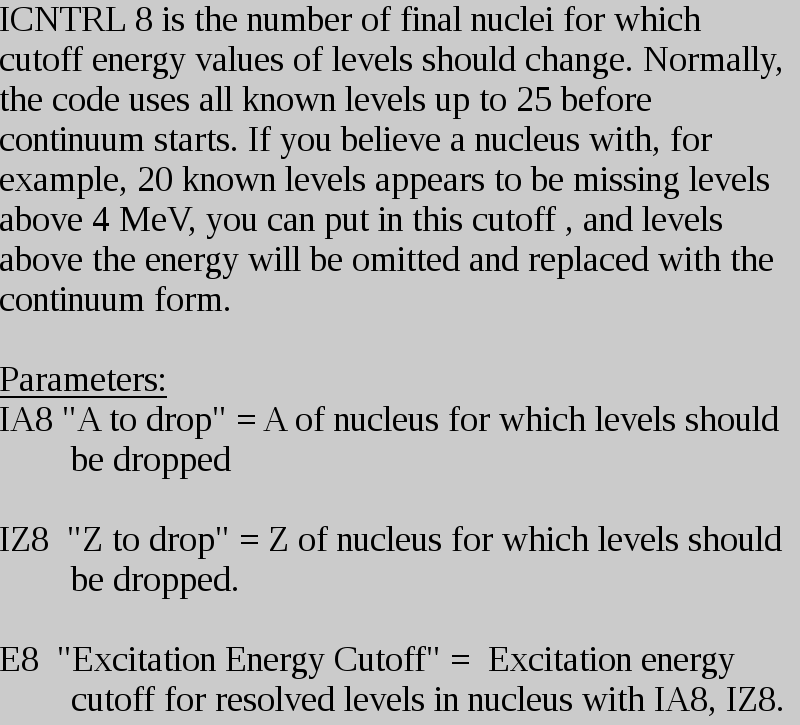 ICNTRL 8 is the number of final nuclei for which
cutoff energy values of levels should change. Normally,
the code uses all known levels up to 25 before
continuum starts. If you believe a nucleus with, for
example, 20 known levels appears to be missing levels
above 4 MeV, you can put in this cutoff , and levels
above the energy will be omitted and replaced with the
continuum form.
Parameters:
IA8 "A to drop" = A of nucleus for which levels should
be dropped
IZ8 "Z to drop" = Z of nucleus for which levels should
be dropped.
E8 "Excitation Energy Cutoff" = Excitation energy
cutoff for resolved levels in nucleus with IA8, IZ8.